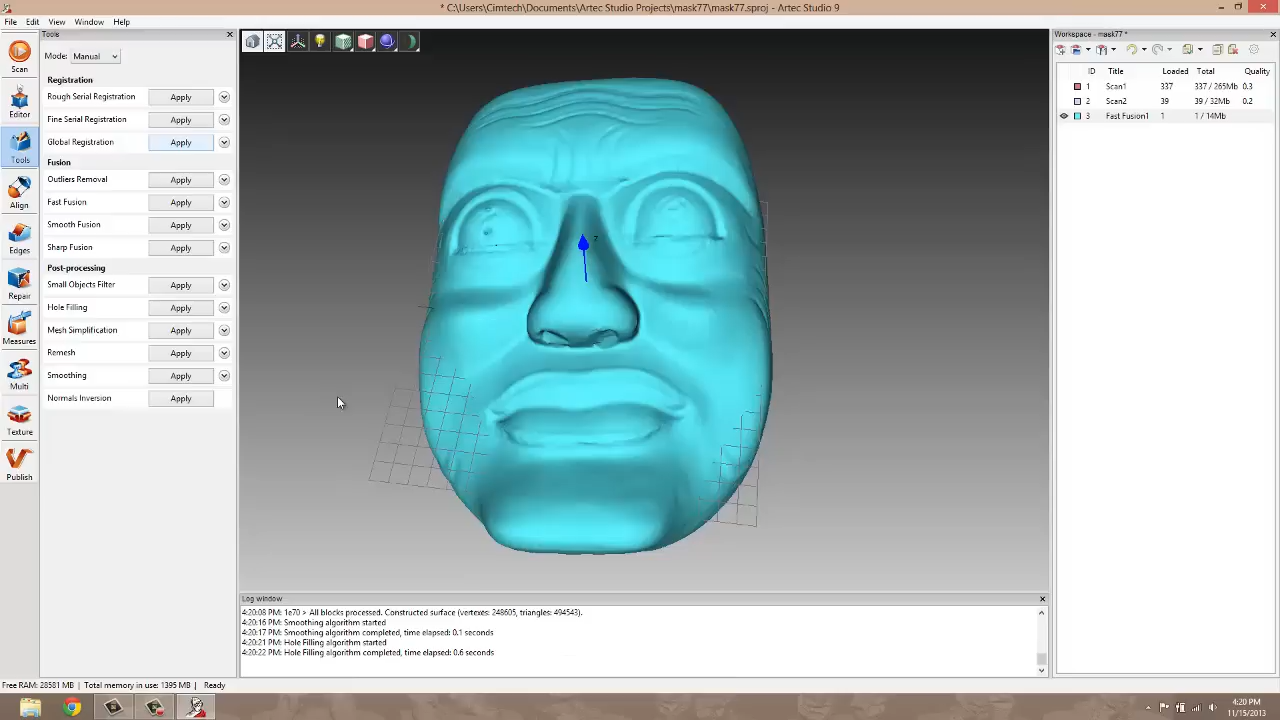 * C:\Users\Cimtech\Documents\Artec Studio Projects\mask77\mask77.sproj - Artec Studio 9
File Edit View Window Help
Tools
Workspace - mask77 *
Mode: Manual
Scan
Editor
Tools
Align
Edges
Repair
Measures
Multi
Texture
Publish
Registration
Rough Serial Registration Apply
Fine Serial Registration Apply
Global Registration Apply
Fusion
Outliers Removal Apply
Fast Fusion Apply
Smooth Fusion Apply
Sharp Fusion Apply
Post-processing
Small Objects Filter Apply
Hole Filling Apply
Mesh Simplification Apply
Remesh Apply
Smoothing Apply
Normals Inversion Apply
z
ID Title Loaded Total Quality
1 Scan1 337 337 / 265Mb 0.3
2 Scan2 39 39 / 32Mb 0.2
3 Fast Fusion1 1 1 / 14Mb
Log window
4:20:08 PM: 1e70 > All blocks processed. Constructed surface (vertexes: 248605, triangles: 494543).
4:20:16 PM: Smoothing algorithm started
4:20:17 PM: Smoothing algorithm completed, time elapsed: 0.1 seconds
4:20:21 PM: Hole Filling algorithm started
4:20:22 PM: Hole Filling algorithm completed, time elapsed: 0.6 seconds
Free RAM: 28581 MB Total memory in use: 1395 MB Ready
4:20 PM
11/15/2013